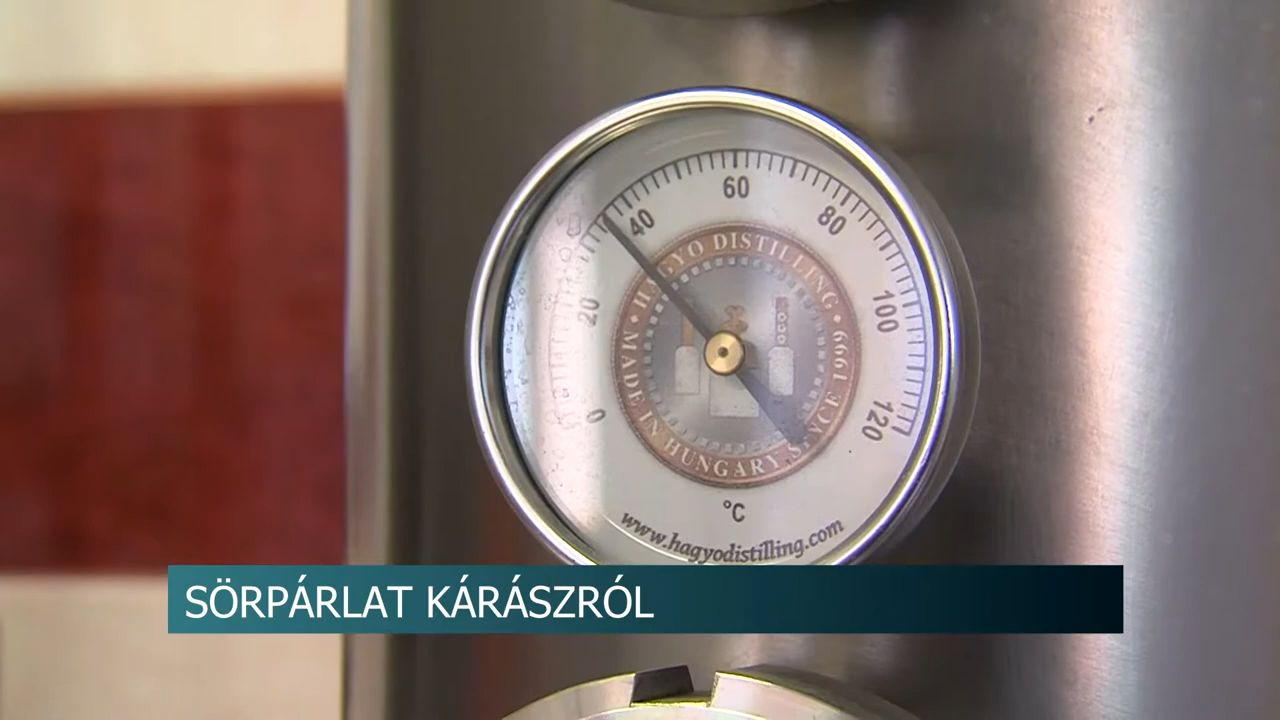 60
40
80
20
100
0
120
HAGYO DISTILLING • SINCE 1999
• MADE IN HUNGARY
°C
www.hagyodistilling.com
SÖRPÁRLAT KÁRÁSZRÓL